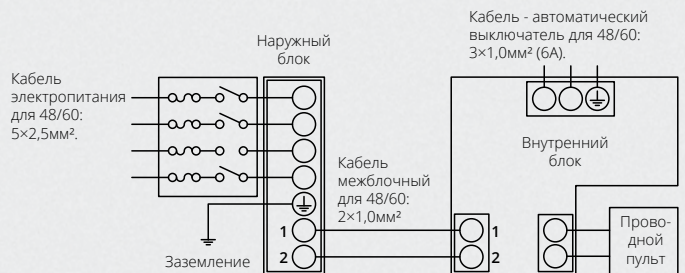 Кабель - автоматический
выключатель для 48/60:
3×1,0мм² (6А).
Наружный
блок
Кабель
электропитания
для 48/60:
5×2,5мм².
Внутренний
блок
Кабель
межблочный
для 48/60:
2×1,0мм²
1
2
1
2
Прово-
дной
пульт
Заземление